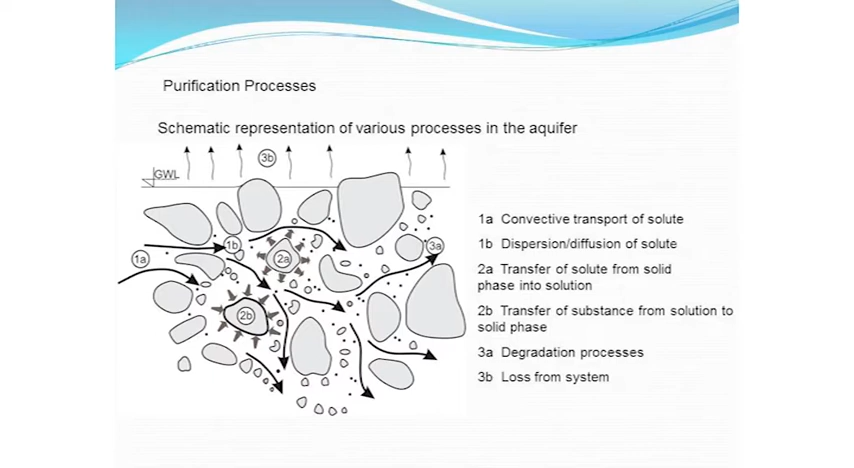 Purification Processes
Schematic representation of various processes in the aquifer
3b
GWL
1a
1b
2a
3a
2b
1a Convective transport of solute
1b Dispersion/diffusion of solute
2a Transfer of solute from solid
phase into solution
2b Transfer of substance from solution to
solid phase
3a Degradation processes
3b Loss from system